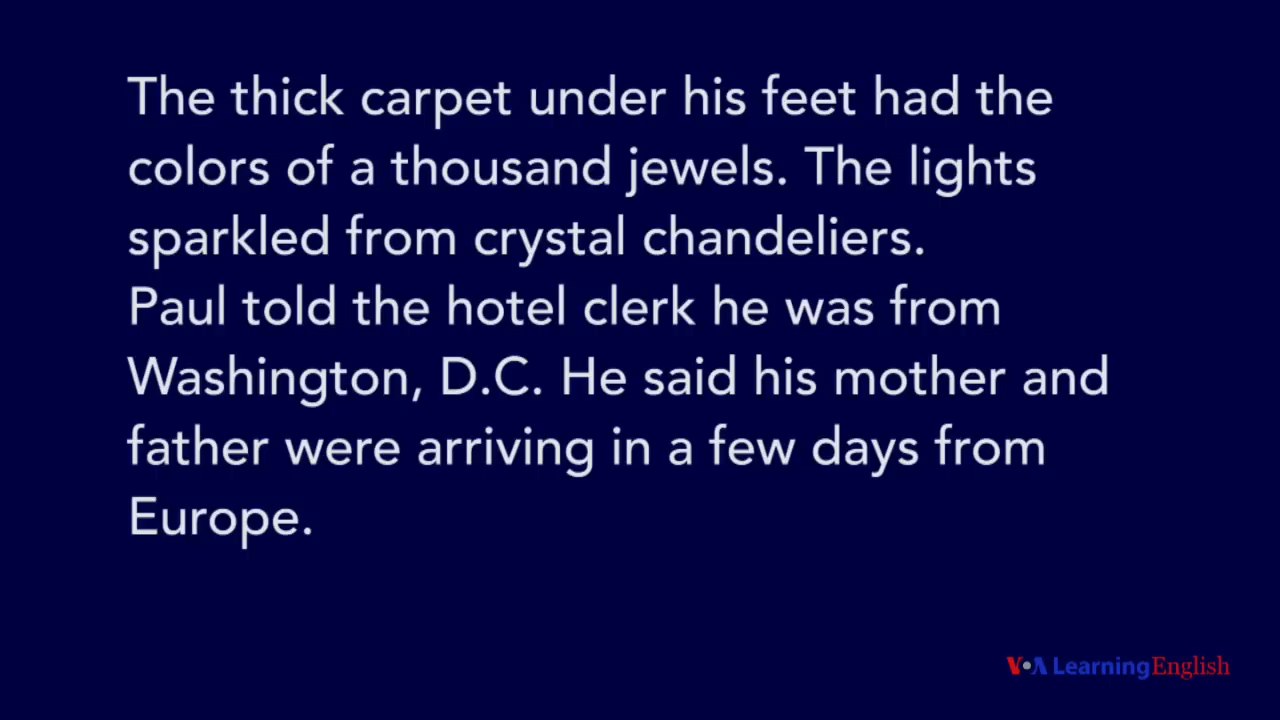 The thick carpet under his feet had the
colors of a thousand jewels. The lights
sparkled from crystal chandeliers.
Paul told the hotel clerk he was from
Washington, D.C. He said his mother and
father were arriving in a few days from
Europe.
VOA Learning English